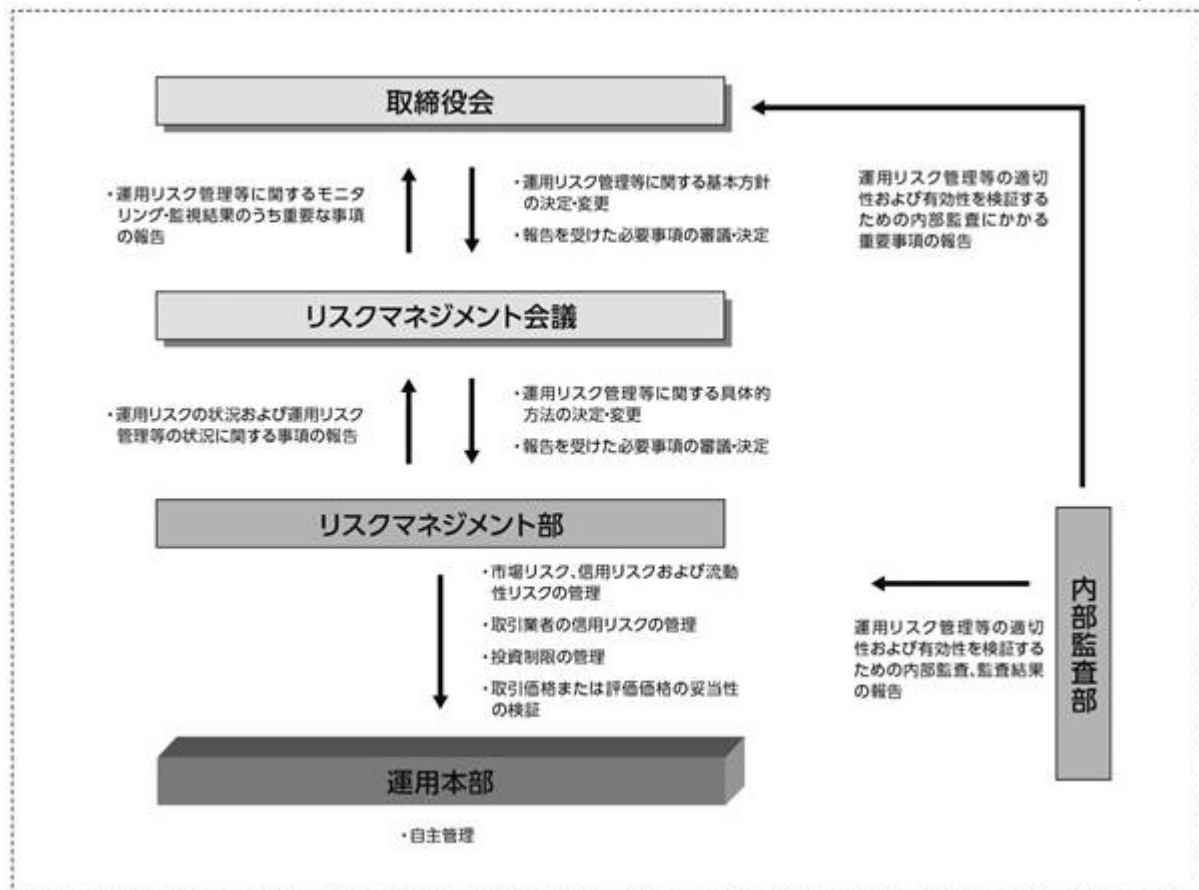 取締役会
・運用リスク管理等に関するモニタ
リング・監視結果のうち重要な事項
の報告
・運用リスク管理等に関する基本方針
の決定・変更
・報告を受けた必要事項の審議・決定
運用リスク管理等の適切
性および有効性を検証する
ための内部監査にかかる
重要事項の報告
リスクマネジメント会議
・運用リスクの状況および運用リスク
管理等の状況に関する事項の報告
・運用リスク管理等に関する具体的
方法の決定・変更
・報告を受けた必要事項の審議・決定
リスクマネジメント部
・市場リスク、信用リスクおよび流動
性リスクの管理
・取引業者の信用リスクの管理
・投資制限の管理
・取引価格または評価価格の妥当性
の検証
運用リスク管理等の適切
性および有効性を検証する
ための内部監査、監査結果
の報告
内部監査部
運用本部
・自主管理